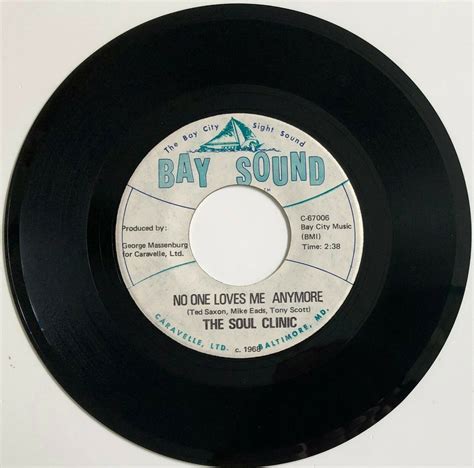 The Bay City Sight Sound
BAY SOUND
TM
C-67006
Bay City Music
(BMI)
Time: 2:38
Produced by:
George Massenburg
for Caravelle, Ltd.
NO ONE LOVES ME ANYMORE
(Ted Saxon, Mike Eads, Tony Scott)
THE SOUL CLINIC
c. 1968
CARAVELLE, LTD. BALTIMORE, MD.